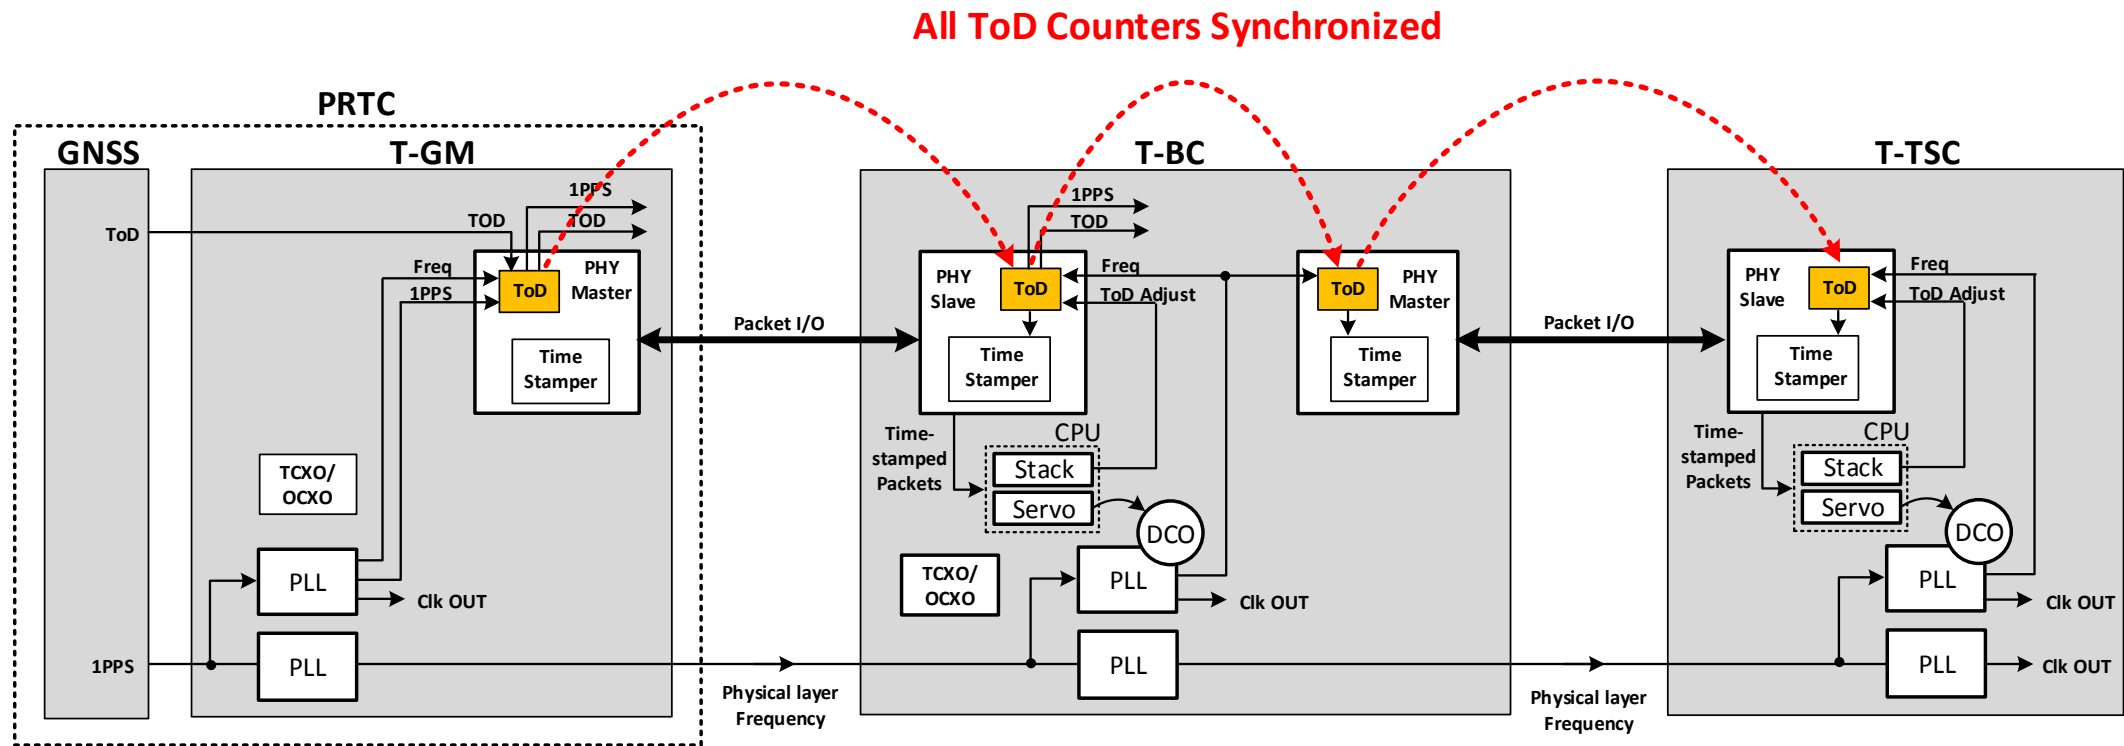 All ToD Counters Synchronized
PRTC
GNSS
T-GM
T-BC
T-TSC
1PPS
TOD
TOD
ToD
Freq
1PPS
ToD
PHY
Master
Time
Stamper
TCXO/
OCXO
PLL
Clk OUT
1PPS
PLL
Packet I/O
Physical layer
Frequency
1PPS
TOD
PHY
Slave
ToD
Freq
ToD Adjust
Time
Stamper
ToD
PHY
Master
Time
Stamper
Time-
stamped
Packets
CPU
Stack
Servo
DCO
TCXO/
OCXO
PLL
Clk OUT
PLL
Packet I/O
Physical layer
Frequency
PHY
Slave
ToD
Freq
ToD Adjust
Time
Stamper
Time-
stamped
Packets
CPU
Stack
Servo
DCO
PLL
Clk OUT
PLL
Clk OUT